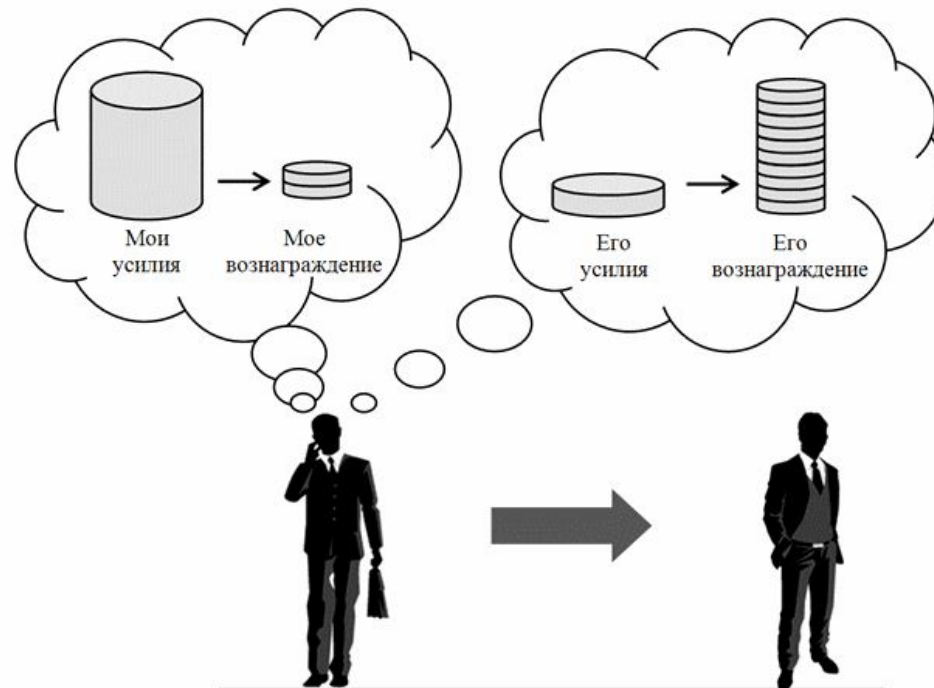 Мои
усилия
Мое
вознаграждение
Его
усилия
Его
вознаграждение